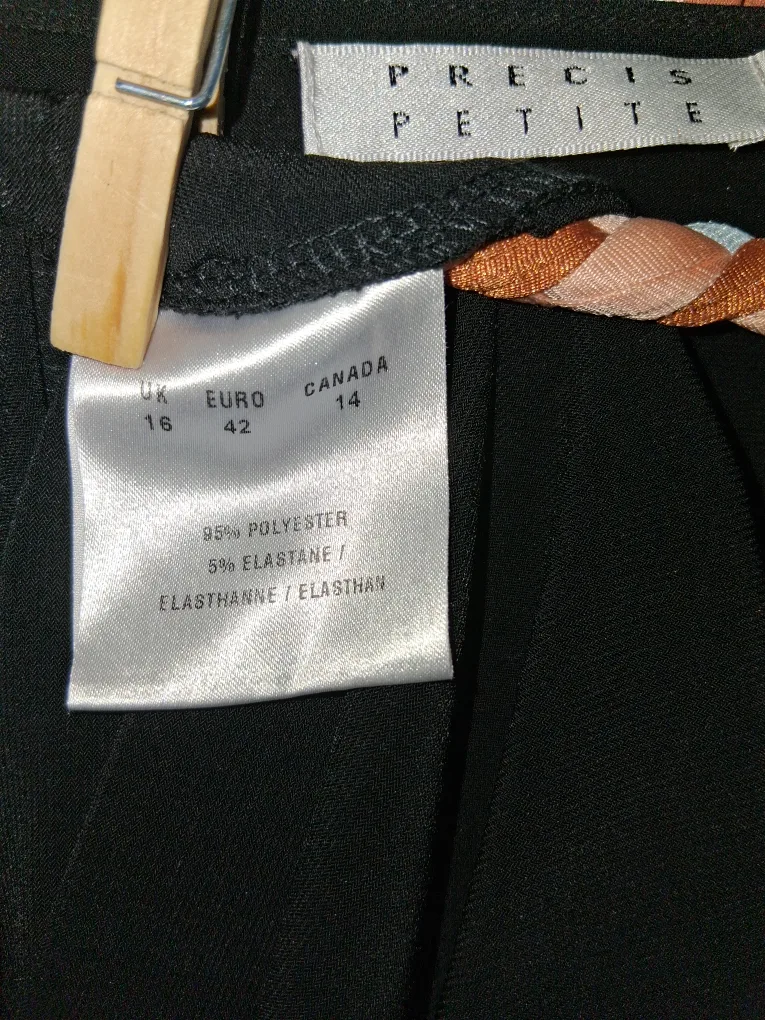 PRECIS
PETITE
UK EURO CANADA
16 42 14
95% POLYESTER
5% ELASTANE /
ELASTHANNE / ELASTHAN